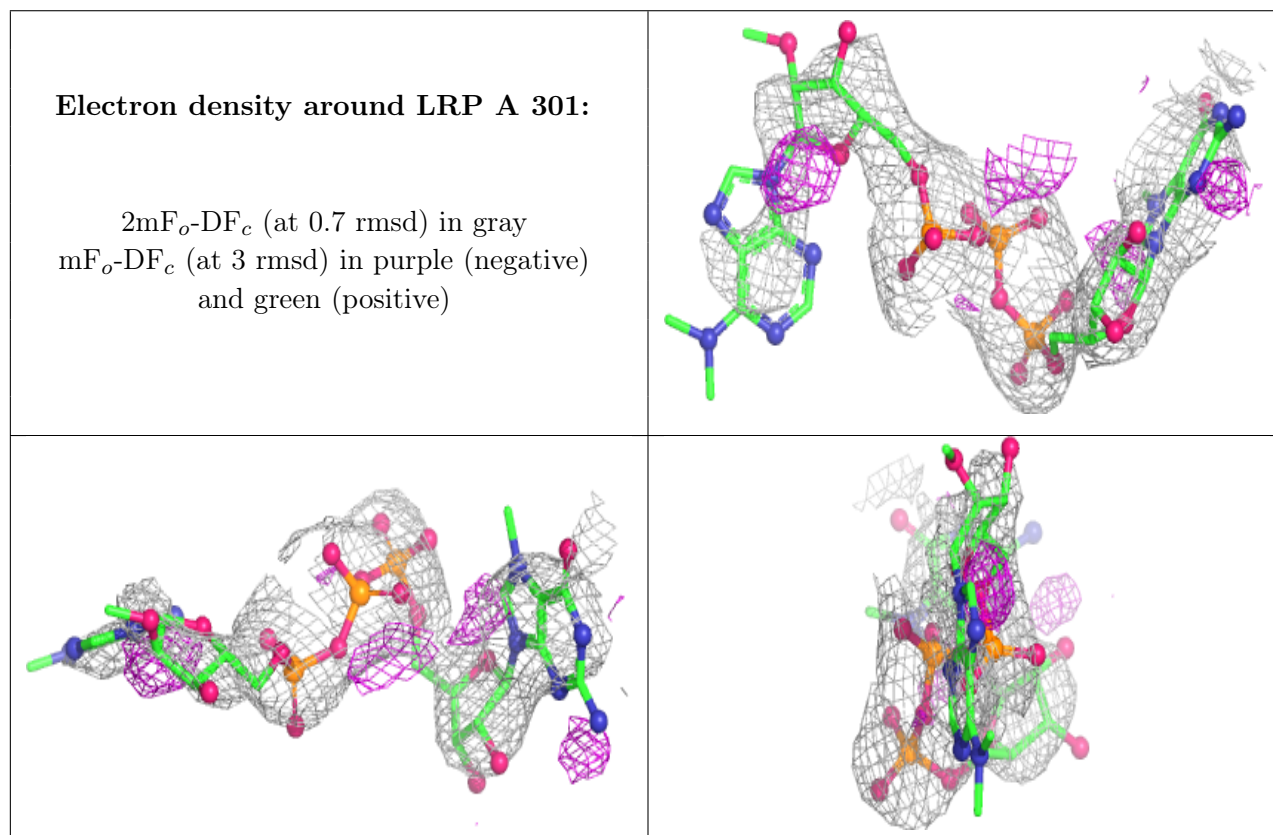 Electron density around LRP A 301:
2mFₒ-DF𝒸 (at 0.7 rmsd) in gray
mFₒ-DF𝒸 (at 3 rmsd) in purple (negative)
and green (positive)